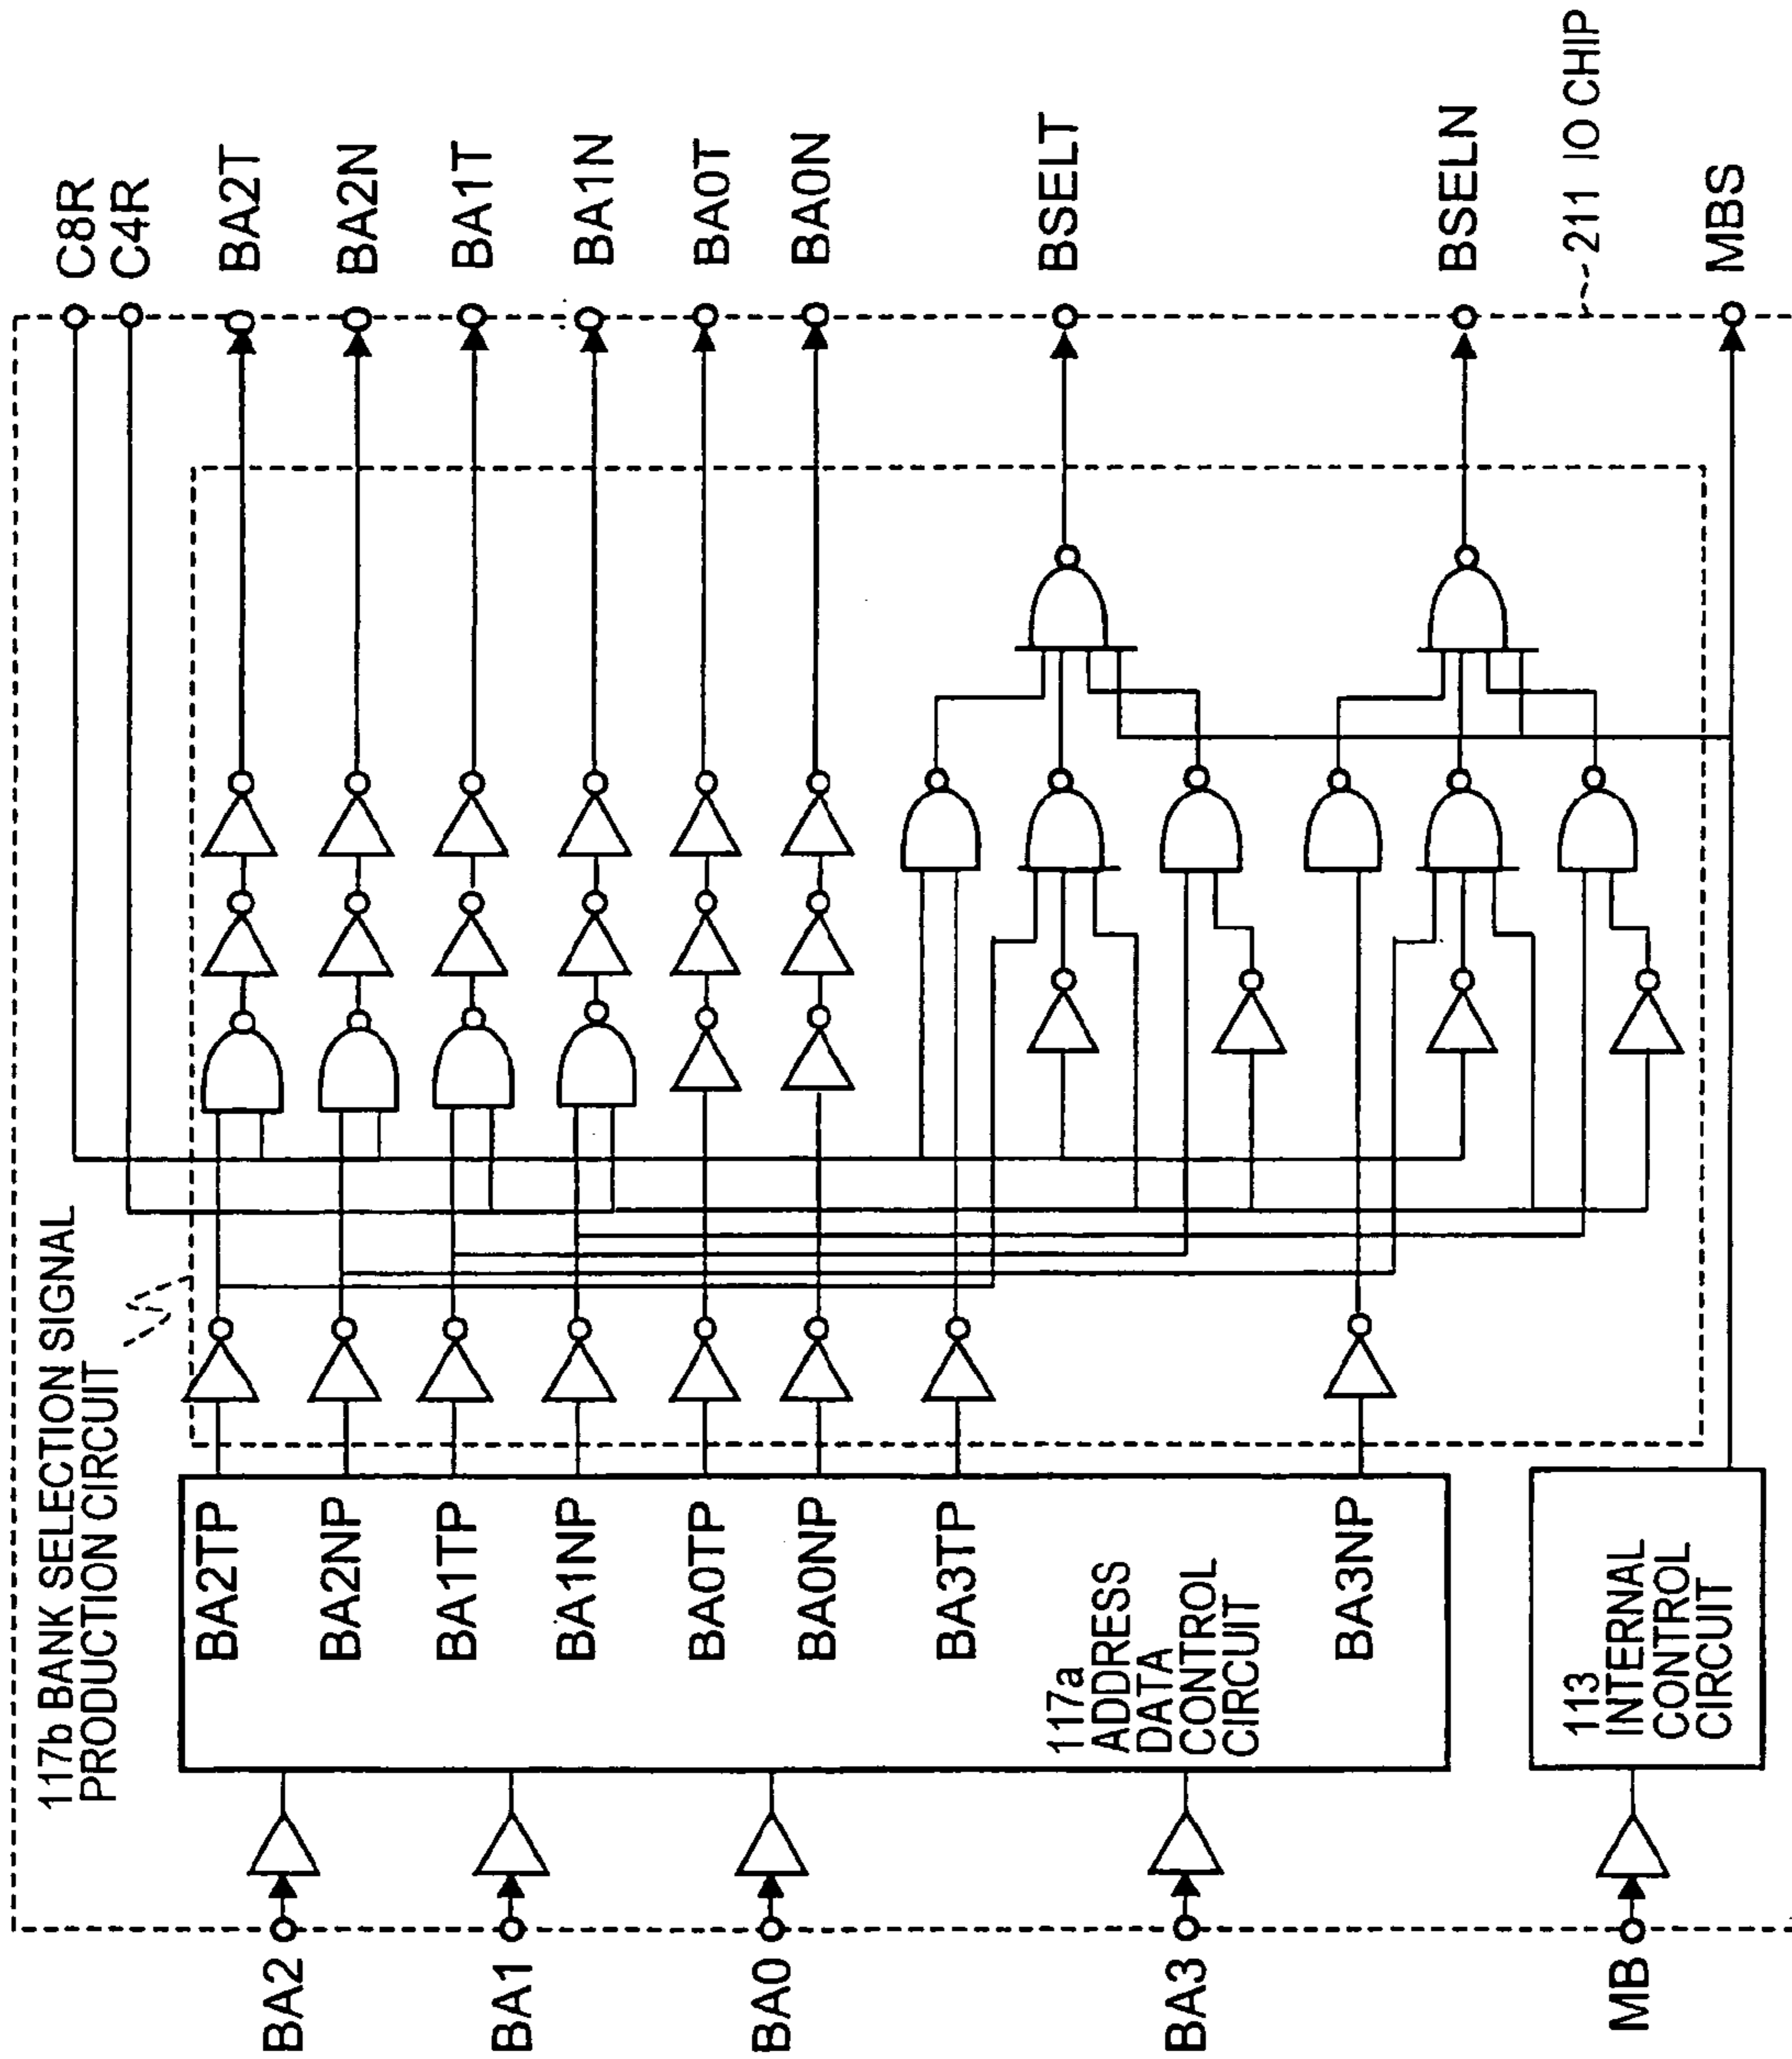 117b BANK SELECTION SIGNAL
PRODUCTION CIRCUIT
C8R
C4R
BA2T
BA2N
BA1T
BA1N
BA0T
BA0N
BSELT
BSELN
211 IO CHIP
MBS
BA2TP
BA2NP
BA1TP
BA1NP
BA0TP
BA0NP
BA3TP
BA3NP
117a
ADDRESS
DATA
CONTROL
CIRCUIT
113
INTERNAL
CONTROL
CIRCUIT
BA2
BA1
BA0
BA3
MB